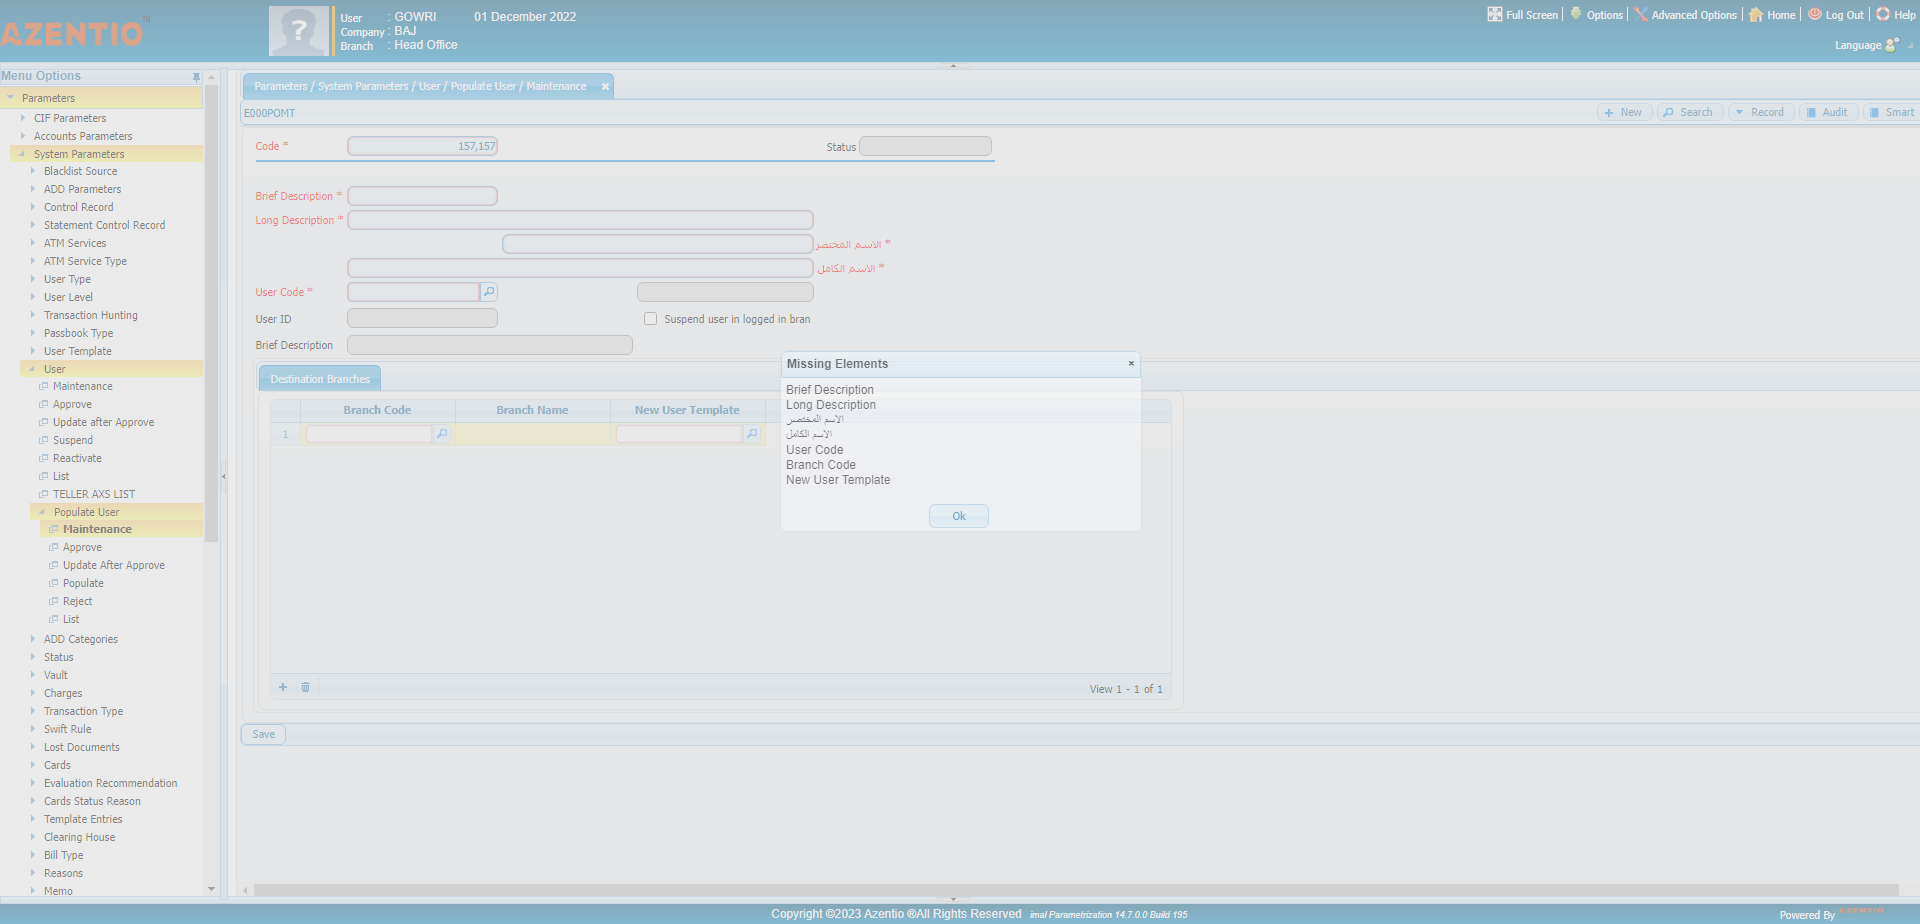 AZENTIO
User : GOWRI 01 December 2022
Company : BAJ
Branch : Head Office
Full Screen Options Advanced Options Home Log Out Help
Language
Menu Options
Parameters
CIF Parameters
Accounts Parameters
System Parameters
Blacklist Source
ADD Parameters
Control Record
Statement Control Record
ATM Services
ATM Service Type
User Type
User Level
Transaction Hunting
Passbook Type
User Template
User
Maintenance
Approve
Update after Approve
Suspend
Reactivate
List
TELLER AXS LIST
Populate User
Maintenance
Approve
Update After Approve
Populate
Reject
List
ADD Categories
Status
Vault
Charges
Transaction Type
Swift Rule
Lost Documents
Cards
Evaluation Recommendation
Cards Status Reason
Template Entries
Clearing House
Bill Type
Reasons
Memo
Parameters / System Parameters / User / Populate User / Maintenance
E000POMT
New Search Record Audit Smart
Code * 157,157 Status
Brief Description *
Long Description *
الاسم المختصر *
الاسم الكامل *
User Code *
User ID Suspend user in logged in bran
Brief Description
Destination Branches
Branch Code Branch Name New User Template
1
View 1 - 1 of 1
Save
Missing Elements
Brief Description
Long Description
الاسم المختصر
الاسم الكامل
User Code
Branch Code
New User Template
Ok
Copyright ©2023 Azentio ®All Rights Reserved imal Parametrization 14.7.0.0 Build 195
Powered By AZENTIO